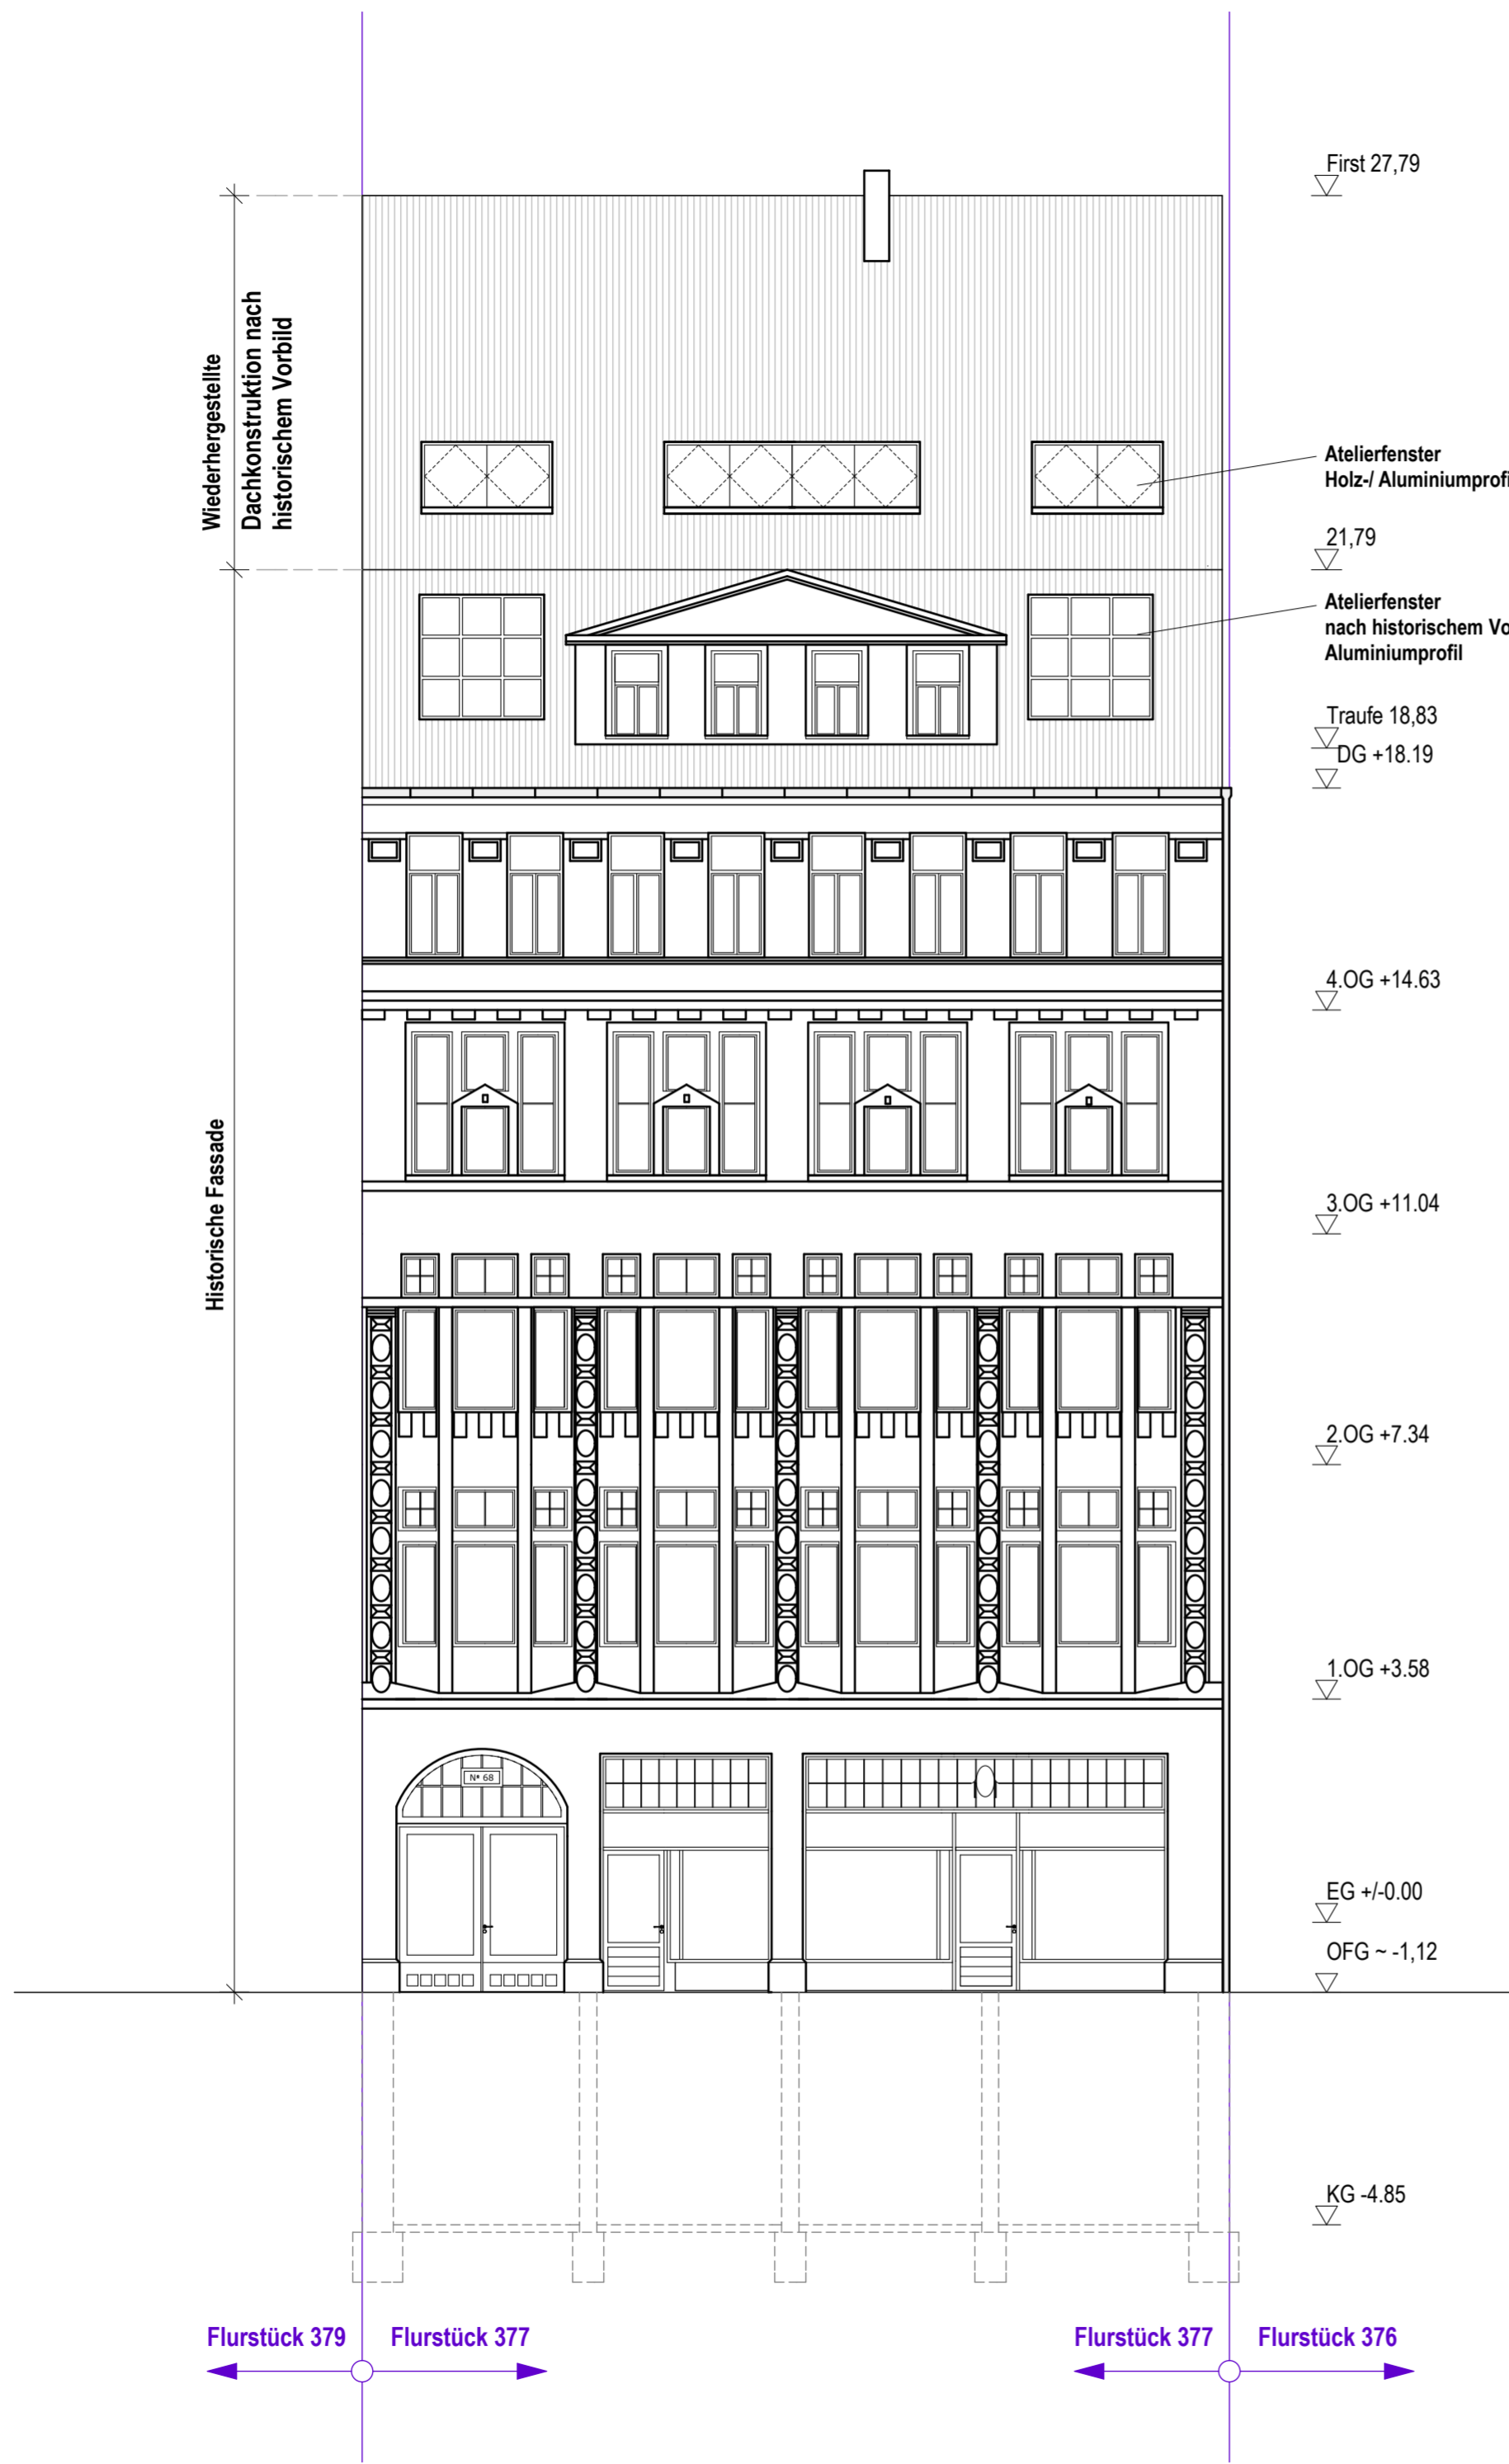 First 27,79
Wiederhergestellte
Dachkonstruktion nach
historischem Vorbild
Atelierfenster
Holz-/ Aluminiumprofi
21,79
Atelierfenster
nach historischem Vo
Aluminiumprofil
Traufe 18,83
DG +18.19
4.OG +14.63
Historische Fassade
3.OG +11.04
2.OG +7.34
1.OG +3.58
N° 68
EG +/-0.00
OFG ~ -1,12
KG -4.85
Flurstück 379 Flurstück 377 Flurstück 377 Flurstück 376